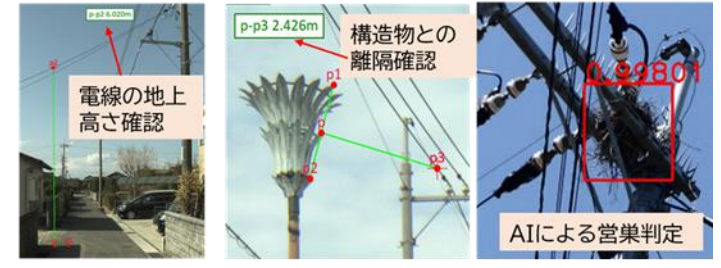 p-p2 6.020m
電線の地上
高さ確認
p-p3 2.426m
構造物との
離隔確認
p1
p
p2
p3
0.99801
AIによる営巣判定